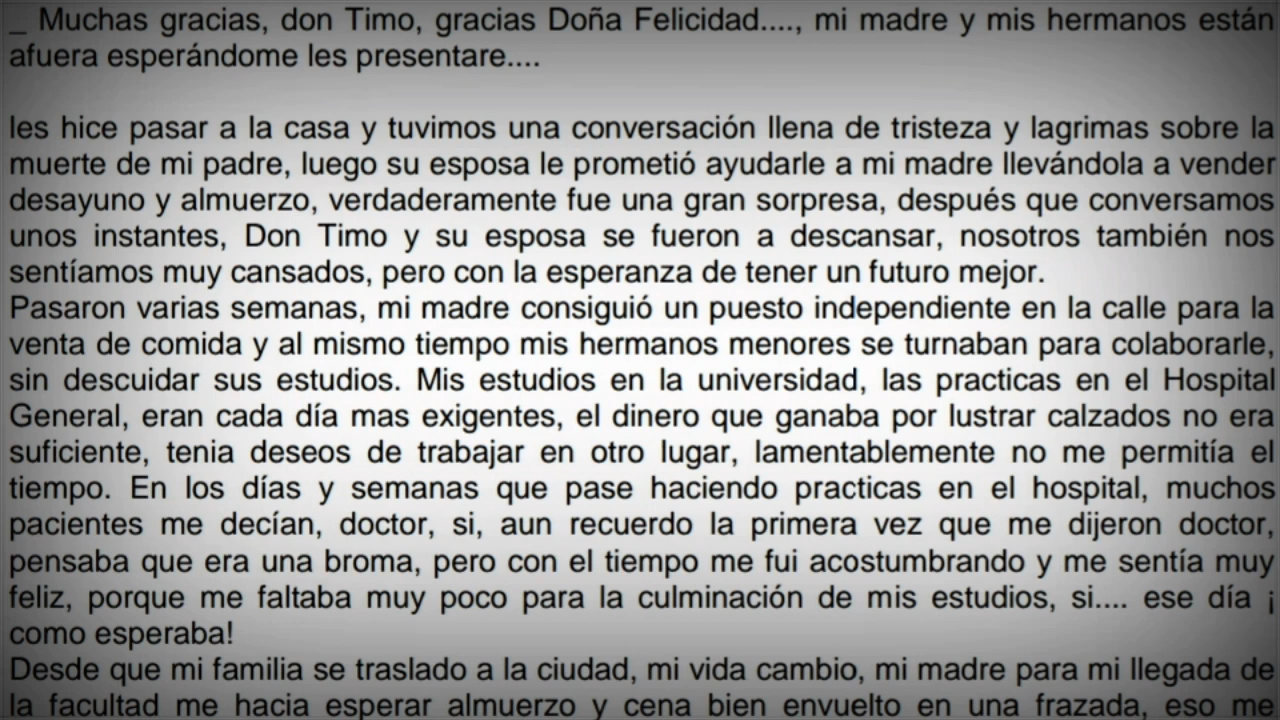 _ Muchas gracias, don Timo, gracias Doña Felicidad...., mi madre y mis hermanos están
afuera esperándome les presentare....
les hice pasar a la casa y tuvimos una conversación llena de tristeza y lagrimas sobre la
muerte de mi padre, luego su esposa le prometió ayudarle a mi madre llevándola a vender
desayuno y almuerzo, verdaderamente fue una gran sorpresa, después que conversamos
unos instantes, Don Timo y su esposa se fueron a descansar, nosotros también nos
sentíamos muy cansados, pero con la esperanza de tener un futuro mejor.
Pasaron varias semanas, mi madre consiguió un puesto independiente en la calle para la
venta de comida y al mismo tiempo mis hermanos menores se turnaban para colaborarle,
sin descuidar sus estudios. Mis estudios en la universidad, las practicas en el Hospital
General, eran cada día mas exigentes, el dinero que ganaba por lustrar calzados no era
suficiente, tenia deseos de trabajar en otro lugar, lamentablemente no me permitía el
tiempo. En los días y semanas que pase haciendo practicas en el hospital, muchos
pacientes me decían, doctor, si, aun recuerdo la primera vez que me dijeron doctor,
pensaba que era una broma, pero con el tiempo me fui acostumbrando y me sentía muy
feliz, porque me faltaba muy poco para la culminación de mis estudios, si.... ese día ¡
como esperaba!
Desde que mi familia se traslado a la ciudad, mi vida cambio, mi madre para mi llegada de
la facultad me hacia esperar almuerzo y cena bien envuelto en una frazada, eso me